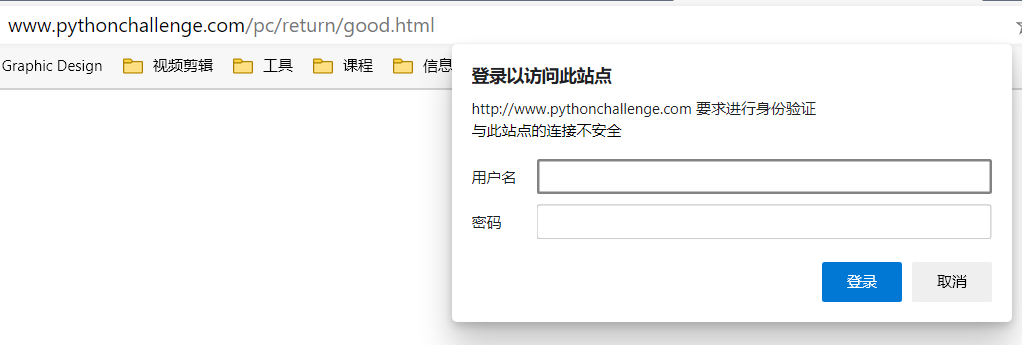 www.pythonchallenge.com/pc/return/good.html
Graphic Design 视频剪辑 工具 课程 信息
登录以访问此站点
http://www.pythonchallenge.com 要求进行身份验证
与此站点的连接不安全
用户名
密码
登录 取消